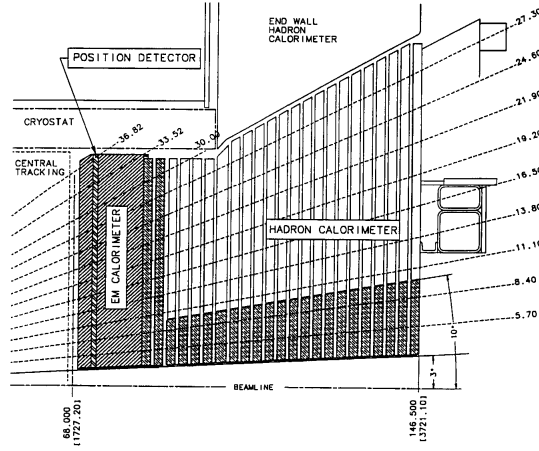 END WALL
HADRON
CALORIMETER
POSITION DETECTOR
27.30
24.60
21.90
19.20
16.50
13.80
11.10
8.40
5.70
CRYOSTAT
36.82
33.52
30.00
CENTRAL
TRACKING
EM CALORIMETER
HADRON CALORIMETER
10°
3°
BEAMLINE
68.000
[1727.20]
146.500
[3721.10]